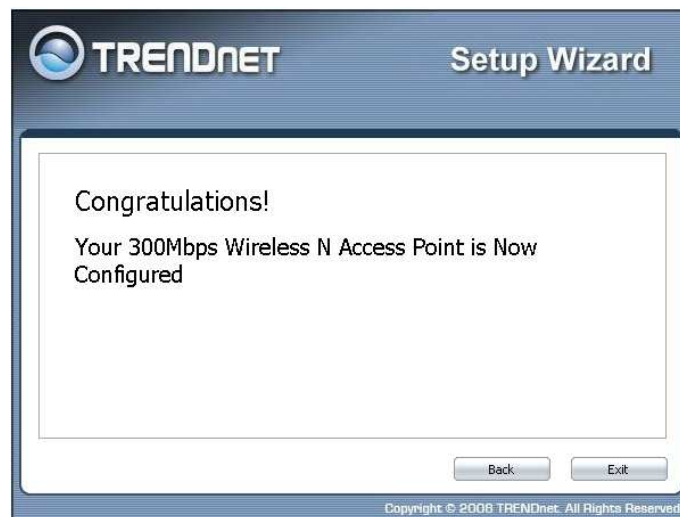 TRENDNET
Setup Wizard
Congratulations!
Your 300Mbps Wireless N Access Point is Now
Configured
Back
Exit
Copyright © 2008 TRENDnet. All Rights Reserved